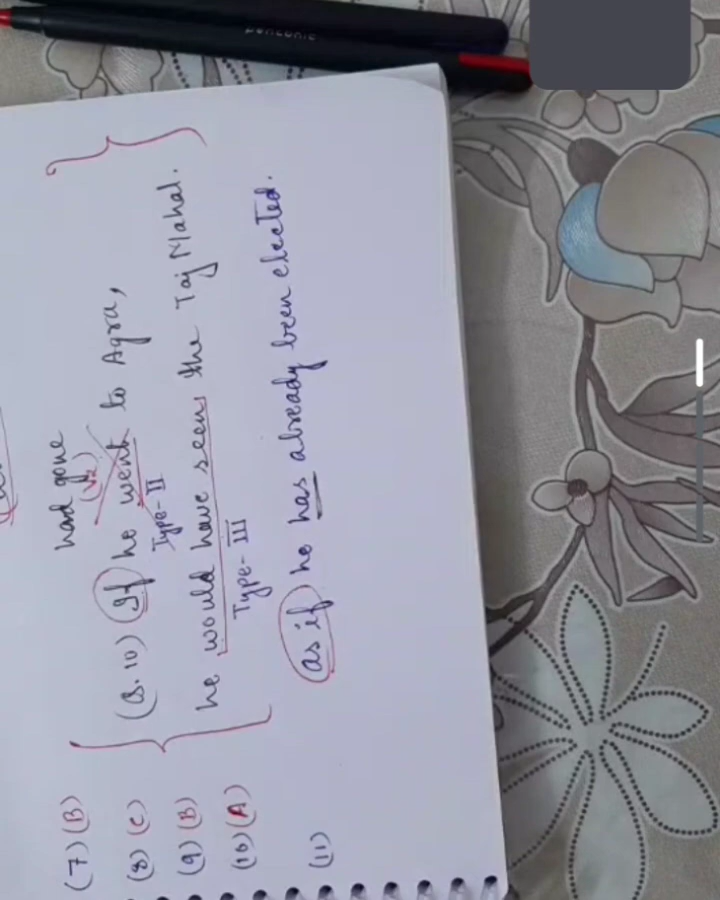 had gone
(V2)
(7) (B)
(8) (C) (Q.10) If he went to Agra,
Type-II
(9) (B) he would have seen the Taj Mahal.
(10) (A) Type-III
(11) as if he has already been elected.